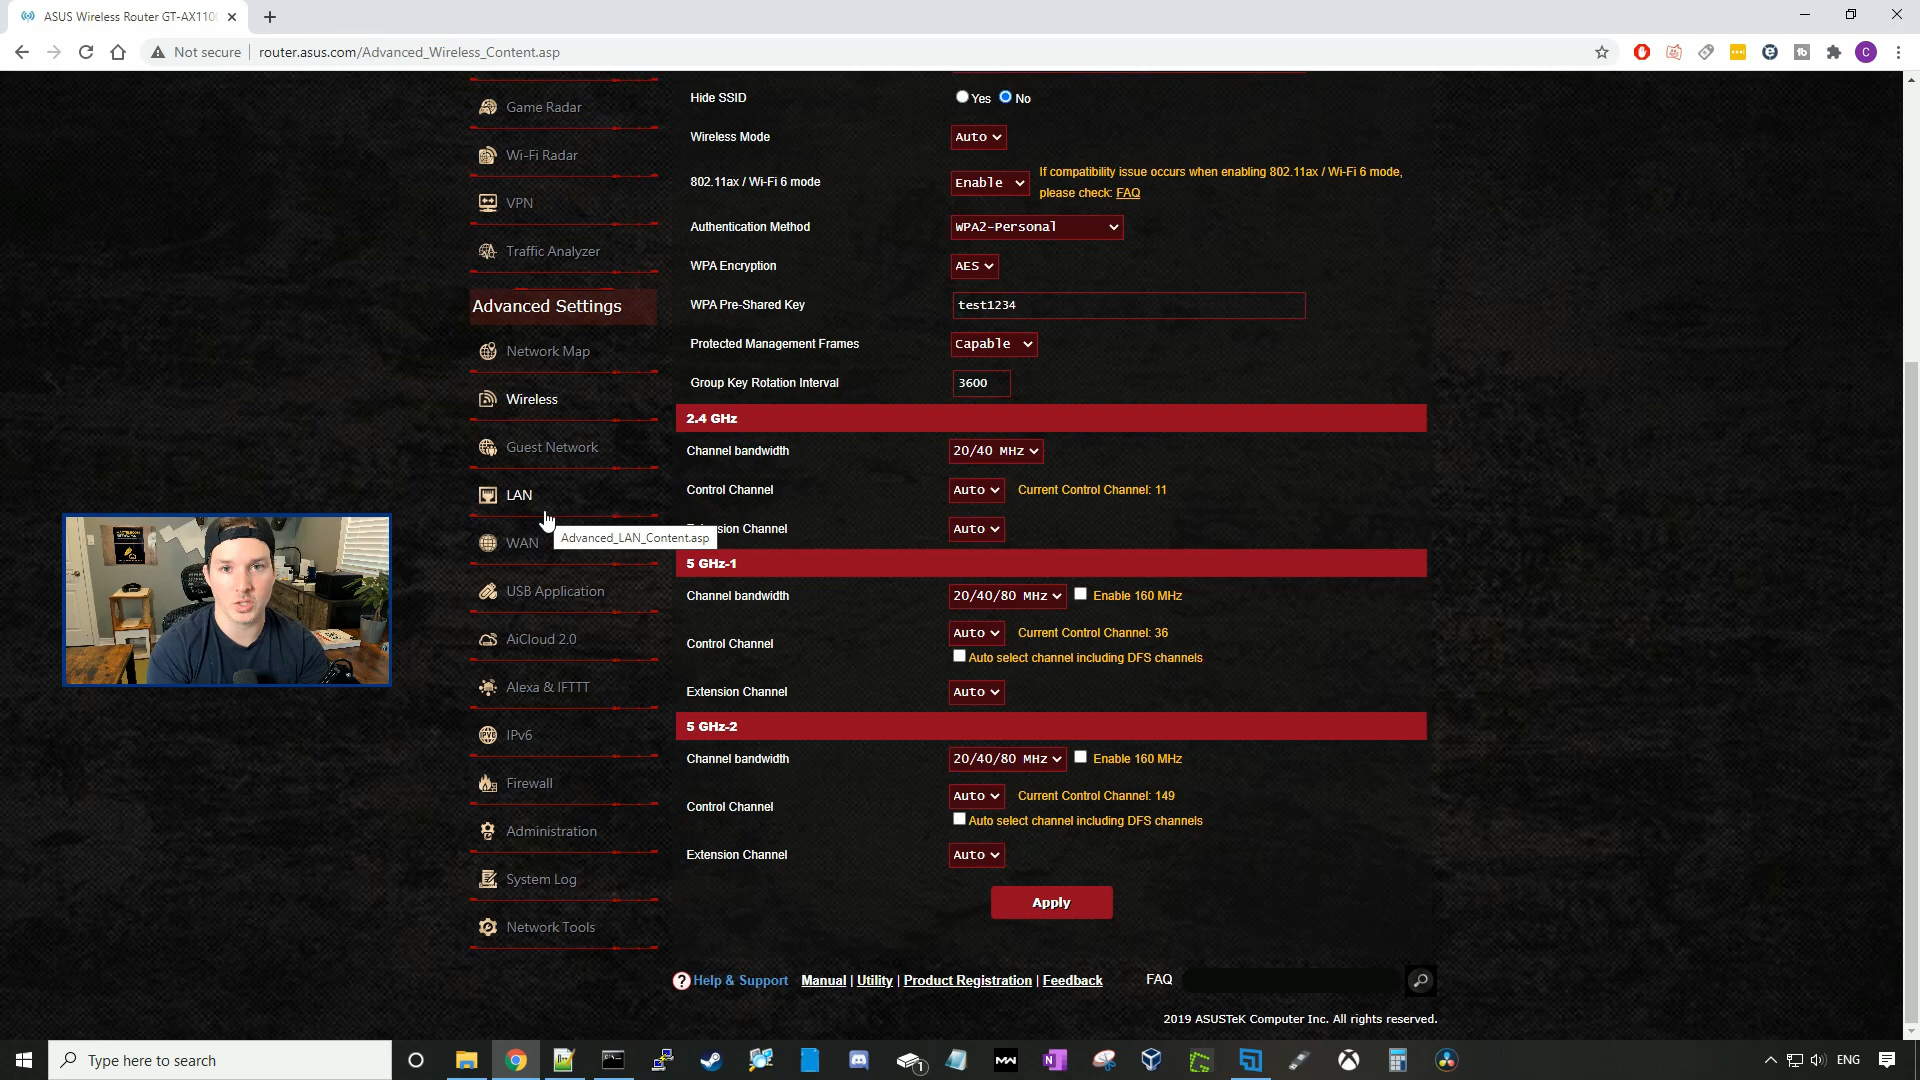 ASUS Wireless Router GT-AX1100
Not secure
router.asus.com/Advanced_Wireless_Content.asp
C
Game Radar
Wi-Fi Radar
VPN
Traffic Analyzer
Advanced Settings
Network Map
Wireless
Guest Network
LAN
WAN
Advanced_LAN_Content.asp
USB Application
AiCloud 2.0
Alexa & IFTTT
IPv6
Firewall
Administration
System Log
Network Tools
Hide SSID
Yes No
Wireless Mode
Auto
802.11ax / Wi-Fi 6 mode
Enable
If compatibility issue occurs when enabling 802.11ax / Wi-Fi 6 mode,
please check: FAQ
Authentication Method
WPA2-Personal
WPA Encryption
AES
WPA Pre-Shared Key
test1234
Protected Management Frames
Capable
Group Key Rotation Interval
3600
2.4 GHz
Channel bandwidth
20/40 MHz
Control Channel
Auto
Current Control Channel: 11
sion Channel
Auto
5 GHz-1
Channel bandwidth
20/40/80 MHz
Enable 160 MHz
Control Channel
Auto
Current Control Channel: 36
Auto select channel including DFS channels
Extension Channel
Auto
5 GHz-2
Channel bandwidth
20/40/80 MHz
Enable 160 MHz
Control Channel
Auto
Current Control Channel: 149
Auto select channel including DFS channels
Extension Channel
Auto
Apply
Help & Support Manual | Utility | Product Registration | Feedback
FAQ
2019 ASUSTeK Computer Inc. All rights reserved.
Type here to search
ENG